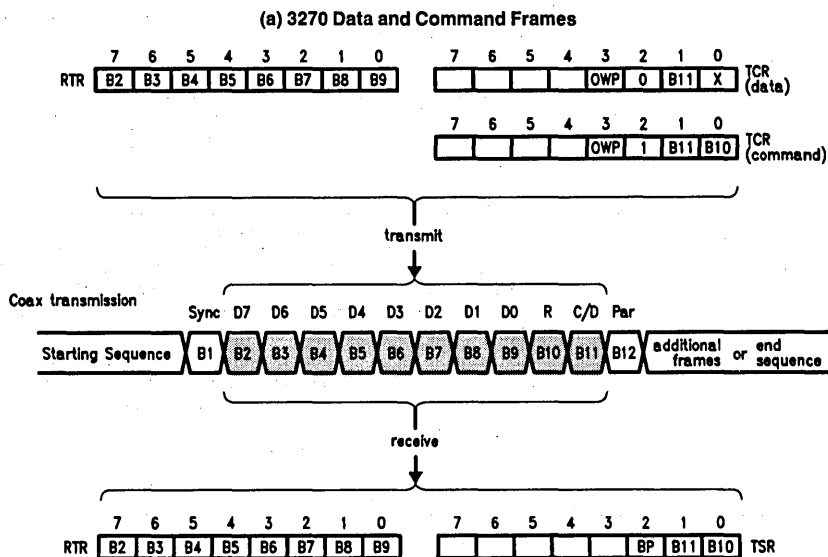 (a) 3270 Data and Command Frames
7 6 5 4 3 2 1 0 7 6 5 4 3 2 1 0
RTR B2 B3 B4 B5 B6 B7 B8 B9 OWP 0 B11 X TCR (data)
7 6 5 4 3 2 1 0
OWP 1 B11 B10 TCR (command)
transmit
Coax transmission
Sync D7 D6 D5 D4 D3 D2 D1 D0 R C/D Par
Starting Sequence B1 B2 B3 B4 B5 B6 B7 B8 B9 B10 B11 B12 additional frames or end sequence
receive
7 6 5 4 3 2 1 0 7 6 5 4 3 2 1 0
RTR B2 B3 B4 B5 B6 B7 B8 B9 BP B11 B10 TSR